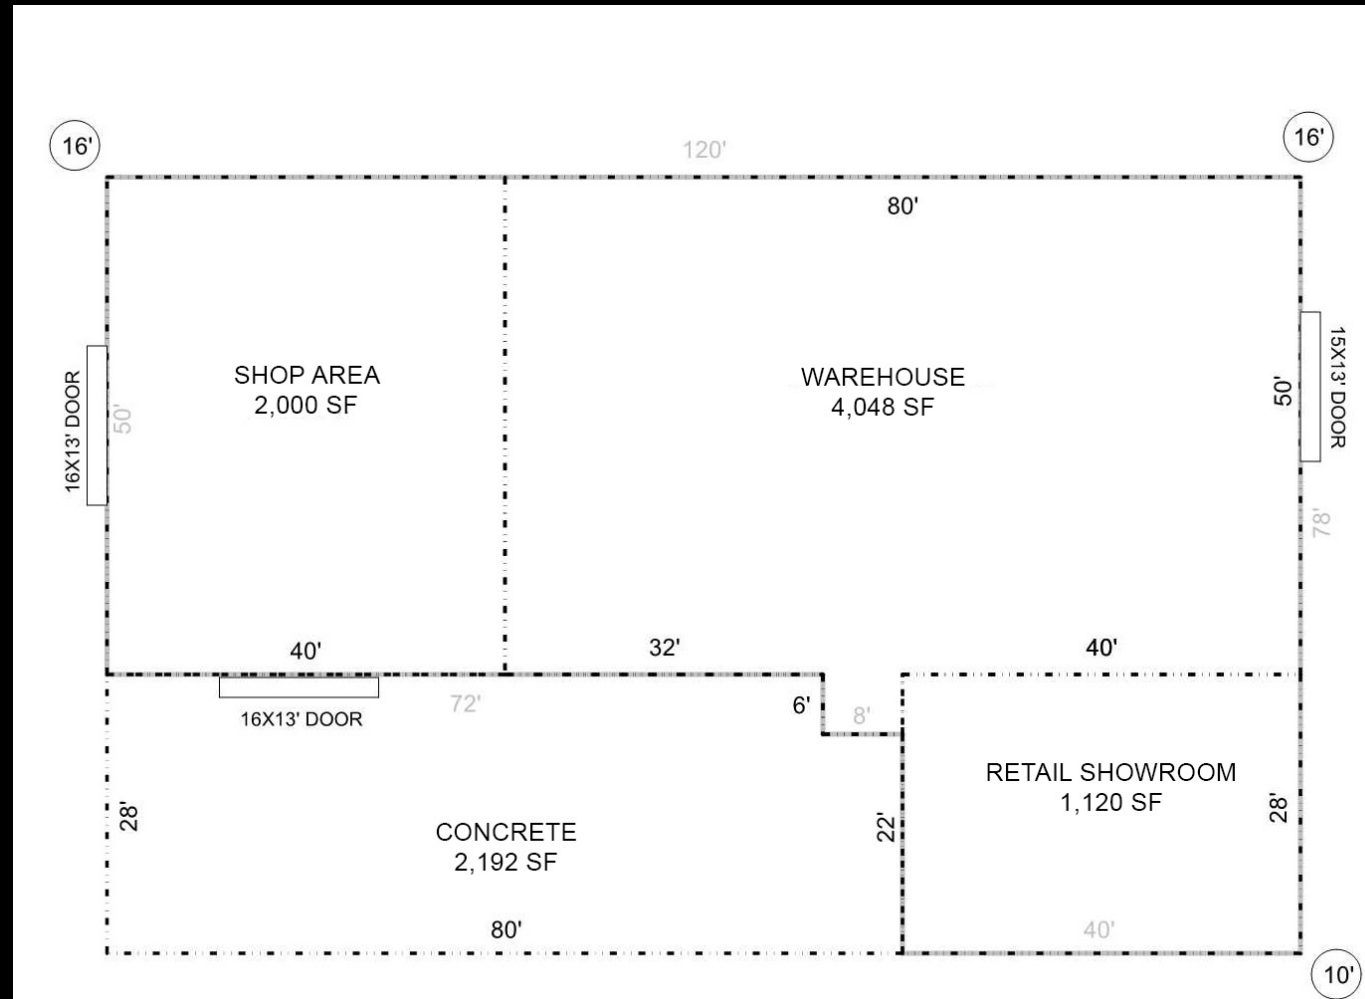 16'
120'
16'
80'
SHOP AREA
2,000 SF
WAREHOUSE
4,048 SF
16X13' DOOR
50'
50'
15X13' DOOR
78'
40'
32'
40'
16X13' DOOR
72'
6'
8'
RETAIL SHOWROOM
1,120 SF
28'
CONCRETE
2,192 SF
22'
28'
80'
40'
10'